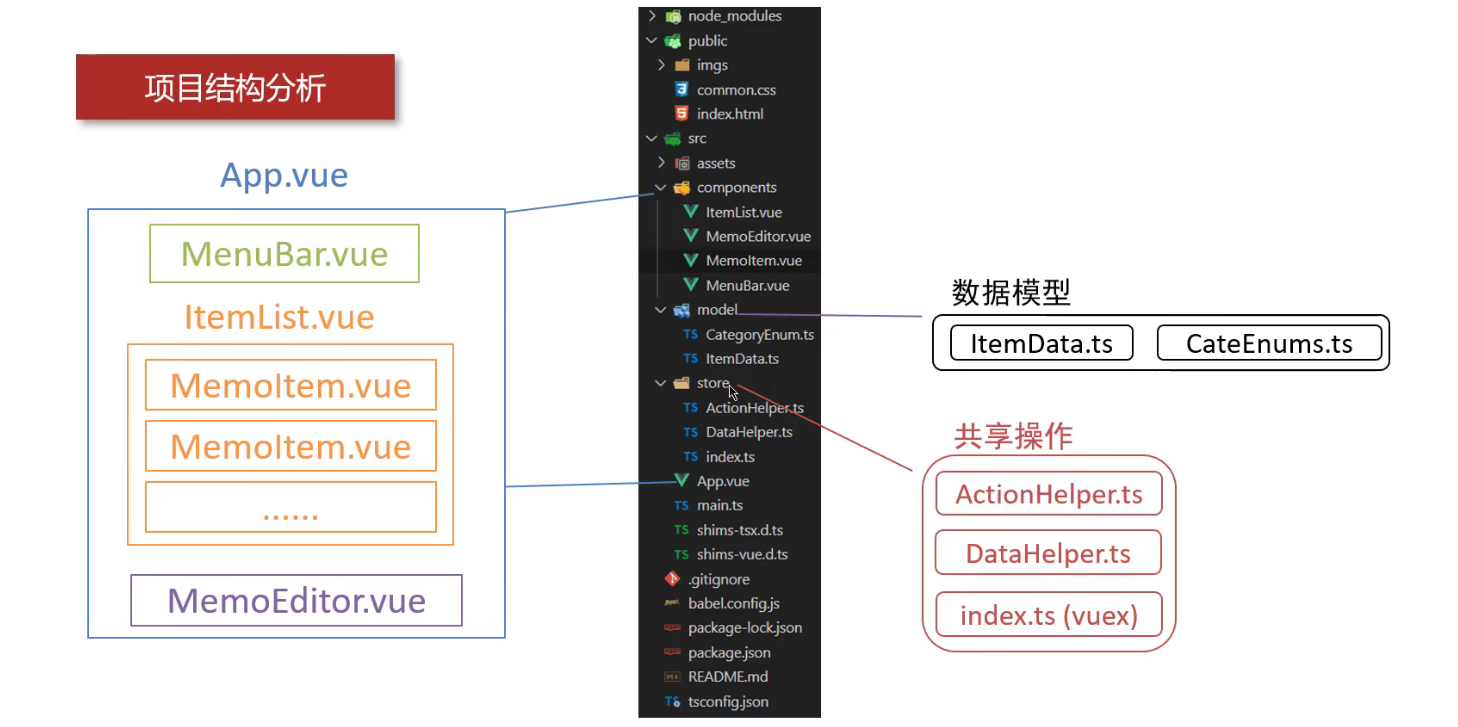 项目结构分析
App.vue
MenuBar.vue
ItemList.vue
MemoItem.vue
MemoItem.vue
......
MemoEditor.vue
node_modules
public
imgs
common.css
index.html
src
assets
components
ItemList.vue
MemoEditor.vue
MemoItem.vue
MenuBar.vue
model
TS CategoryEnum.ts
TS ItemData.ts
store
TS ActionHelper.ts
TS DataHelper.ts
TS index.ts
App.vue
TS main.ts
TS shims-tsx.d.ts
TS shims-vue.d.ts
.gitignore
babel.config.js
package-lock.json
package.json
README.md
TS tsconfig.json
数据模型
ItemData.ts
CateEnums.ts
共享操作
ActionHelper.ts
DataHelper.ts
index.ts (vuex)